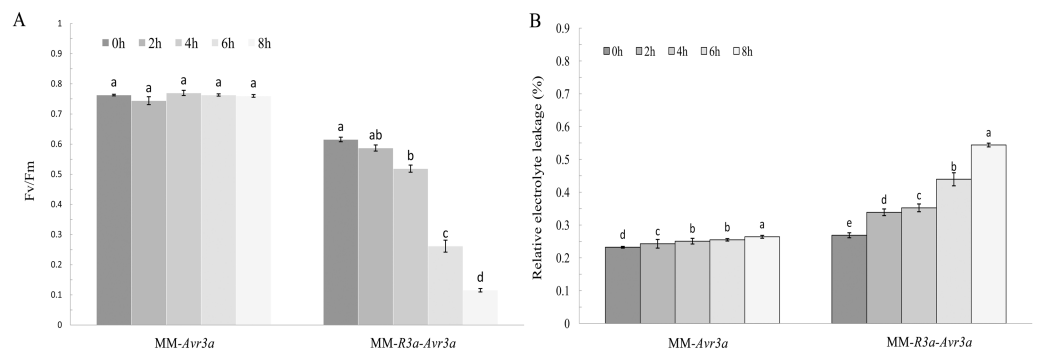 A
1
0.9
0.8
0.7
0.6
0.5
0.4
0.3
0.2
0.1
0
Fv/Fm
0h 2h 4h 6h 8h
a a a a a
a ab b c d
MM-Avr3a MM-R3a-Avr3a
B
0.9
0.8
0.7
0.6
0.5
0.4
0.3
0.2
0.1
0
Relative electrolyte leakage (%)
0h 2h 4h 6h 8h
d c b b a
e d c b a
MM-Avr3a MM-R3a-Avr3a